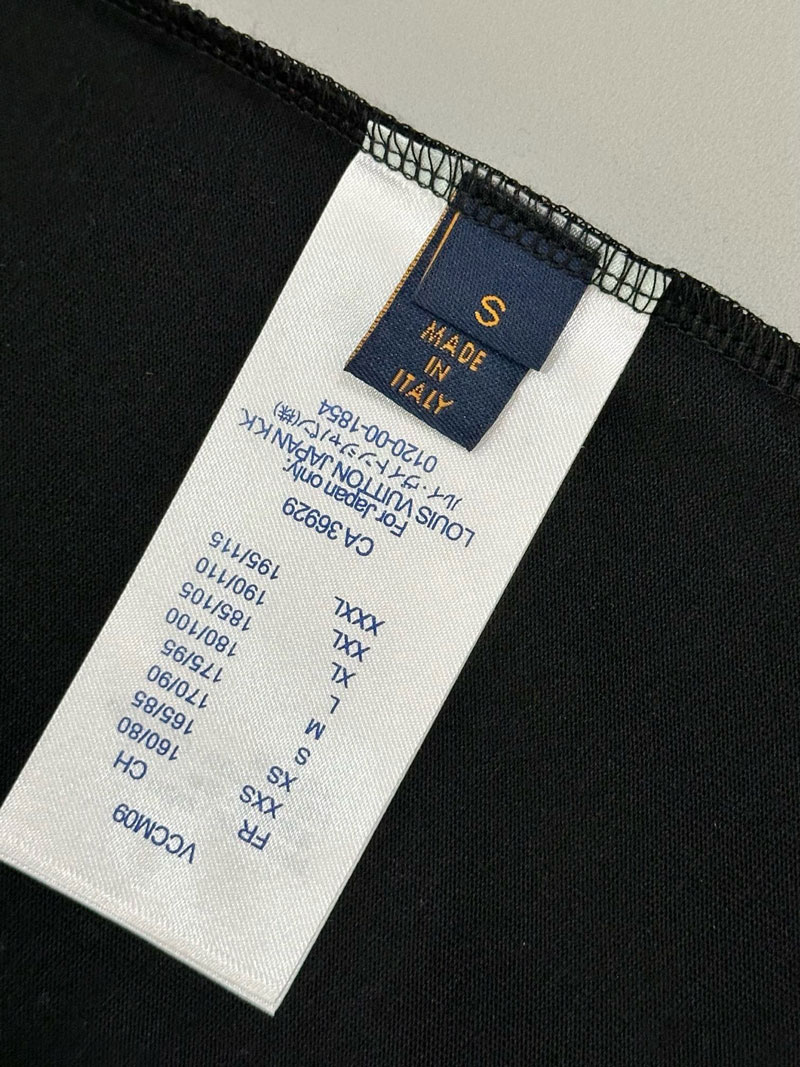 S
MADE
IN
ITALY
VCCM09
FR CH
XXS 160/80
XS 165/85
S 170/90
M 175/95
L 180/100
XL 185/105
XXL 190/110
XXXL 195/115
CA 36929
For Japan only:
LOUIS VUITTON JAPAN K.K.
ルイ・ヴィトンジャパン(株)
0120-00-1854